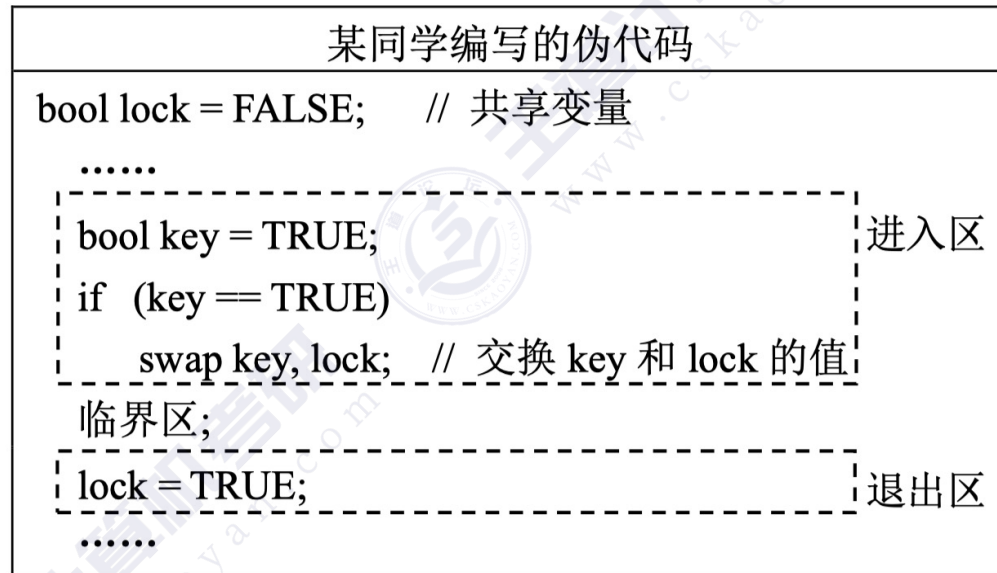 某同学编写的伪代码
bool lock = FALSE; // 共享变量
……
bool key = TRUE; 进入区
if (key == TRUE)
swap key, lock; // 交换 key 和 lock 的值
临界区;
lock = TRUE; 退出区
……